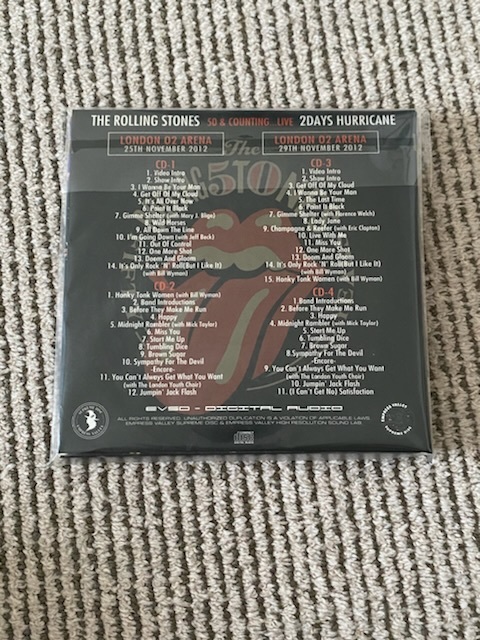 THE ROLLING STONES 50 & COUNTING...LIVE 2DAYS HURRICANE
LONDON O2 ARENA
25TH NOVEMBER 2012
CD-1
1. Video Intro
2. Show Intro
3. I Wanna Be Your Man
4. Get Off Of My Cloud
5. It's All Over Now
6. Paint It Black
7. Gimme Shelter (with Mary J. Blige)
8. Wild Horses
9. All Down The Line
10. I'm Going Down (with Jeff Beck)
11. Out Of Control
12. One More Shot
13. Doom And Gloom
14. It's Only Rock 'N' Roll(But I Like It)
(with Bill Wyman)
CD-2
1. Honky Tonk Women (with Bill Wyman)
2. Band Introductions
3. Before They Make Me Run
4. Happy
5. Midnight Rambler (with Mick Taylor)
6. Miss You
7. Start Me Up
8. Tumbling Dice
9. Brown Sugar
10. Sympathy For The Devil
-Encore-
11. You Can't Always Get What You Want
(with The London Youth Choir)
12. Jumpin' Jack Flash
LONDON O2 ARENA
29TH NOVEMBER 2012
CD-3
1. Video Intro
2. Show Intro
3. Get Off Of My Cloud
4. I Wanna Be Your Man
5. The Last Time
6. Paint It Black
7. Gimme Shelter (with Florence Welch)
8. Lady Jane
9. Champagne & Reefer (with Eric Clapton)
10. Live With Me
11. Miss You
12. One More Shot
13. Doom And Gloom
14. It's Only Rock 'N' Roll(But I Like It)
(with Bill Wyman)
15. Honky Tonk Women (with Bill Wyman)
CD-4
1. Band Introductions
2. Before They Make Me Run
3. Happy
4. Midnight Rambler (with Mick Taylor)
5. Start Me Up
6. Tumbling Dice
7. Brown Sugar
8. Sympathy For The Devil
-Encore-
9. You Can't Always Get What You Want
(with The London Youth Choir)
10. Jumpin' Jack Flash
11. (I Can't Get No) Satisfaction
The
STON
EVSD - DIGITAL AUDIO
ALL RIGHTS RESERVED. UNAUTHORIZED DUPLICATION IS A VIOLATION OF APPLICABLE LAWS.
EMPRESS VALLEY SUPREME DISC & EMPRESS VALLEY HIGH RESOLUTION SOUND LAB.
EMPRESS VALLEY
SUPREME DISC